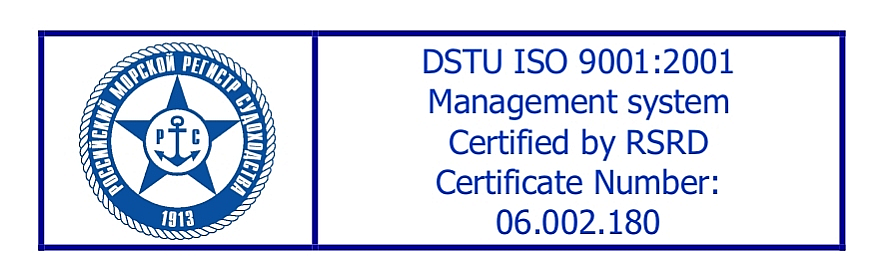 РОССИЙСКИЙ МОРСКОЙ РЕГИСТР СУДОХОДСТВА
Р С
1913
DSTU ISO 9001:2001
Management system
Certified by RSRD
Certificate Number:
06.002.180